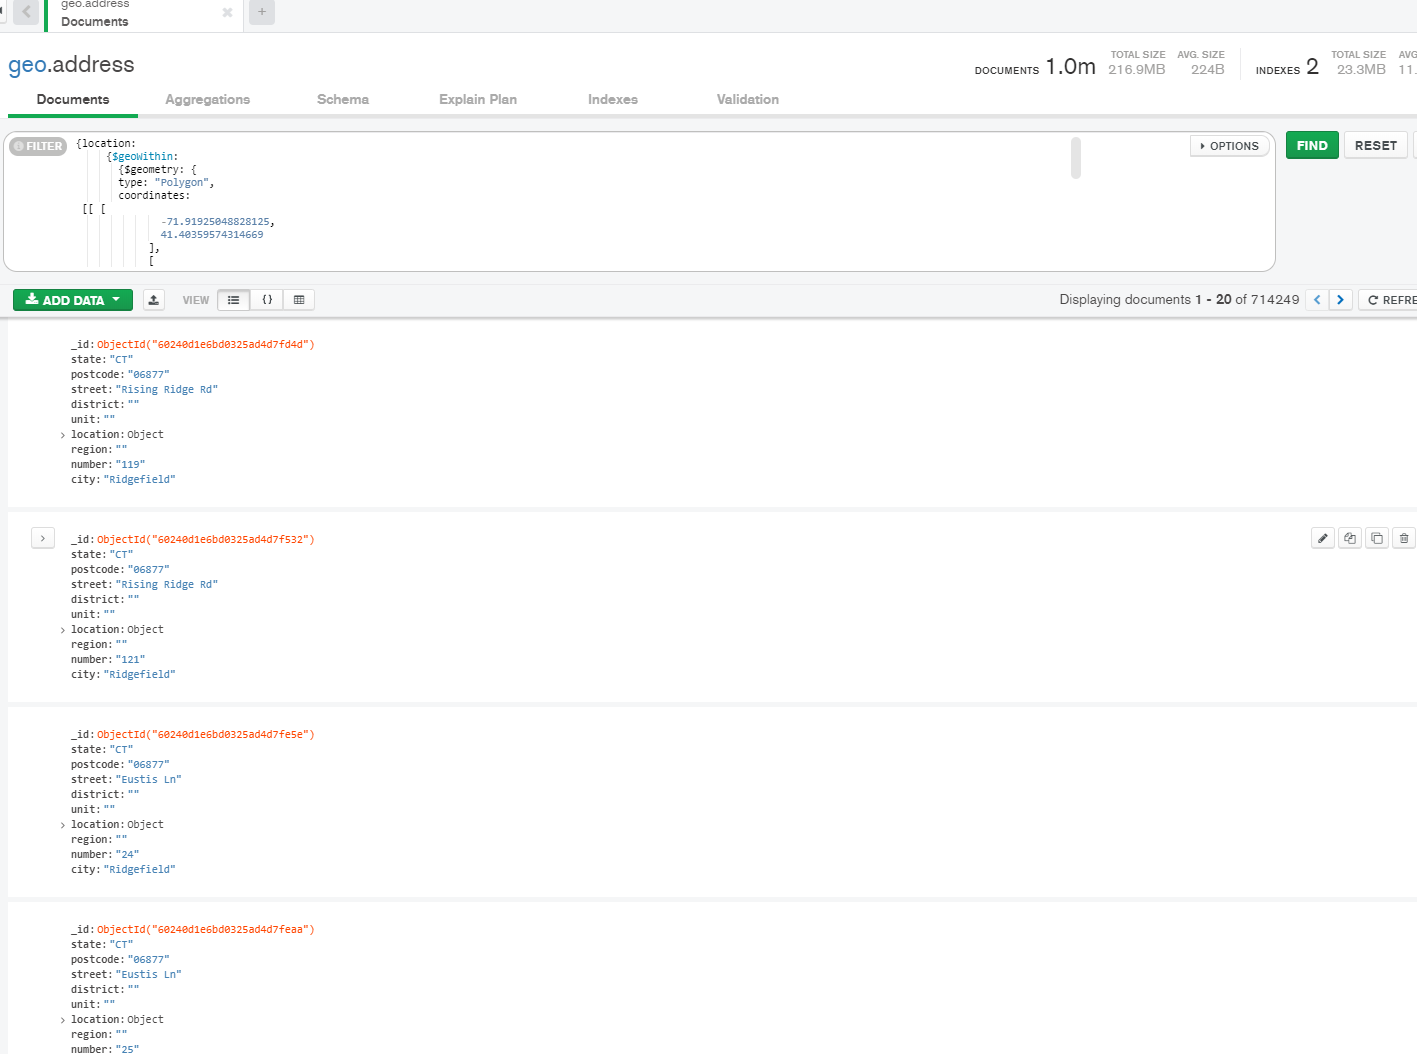 geo.address
Documents
+
geo.address
DOCUMENTS 1.0m
TOTAL SIZE 216.9MB
AVG. SIZE 224B
INDEXES 2
TOTAL SIZE 23.3MB
AVG 11.
Documents Aggregations Schema Explain Plan Indexes Validation
FILTER
{location:
{$geoWithin:
{$geometry: {
type: "Polygon",
coordinates:
[[ [
-71.91925048828125,
41.40359574314669
],
[
OPTIONS
FIND RESET
ADD DATA VIEW {} Displaying documents 1 - 20 of 714249 < > REFRE
_id: ObjectId("60240d1e6bd0325ad4d7fd4d")
state: "CT"
postcode: "06877"
street: "Rising Ridge Rd"
district: ""
unit: ""
> location: Object
region: ""
number: "119"
city: "Ridgefield"
> _id: ObjectId("60240d1e6bd0325ad4d7f532")
state: "CT"
postcode: "06877"
street: "Rising Ridge Rd"
district: ""
unit: ""
> location: Object
region: ""
number: "121"
city: "Ridgefield"
_id: ObjectId("60240d1e6bd0325ad4d7fe5e")
state: "CT"
postcode: "06877"
street: "Eustis Ln"
district: ""
unit: ""
> location: Object
region: ""
number: "24"
city: "Ridgefield"
_id: ObjectId("60240d1e6bd0325ad4d7feaa")
state: "CT"
postcode: "06877"
street: "Eustis Ln"
district: ""
unit: ""
> location: Object
region: ""
number: "25"